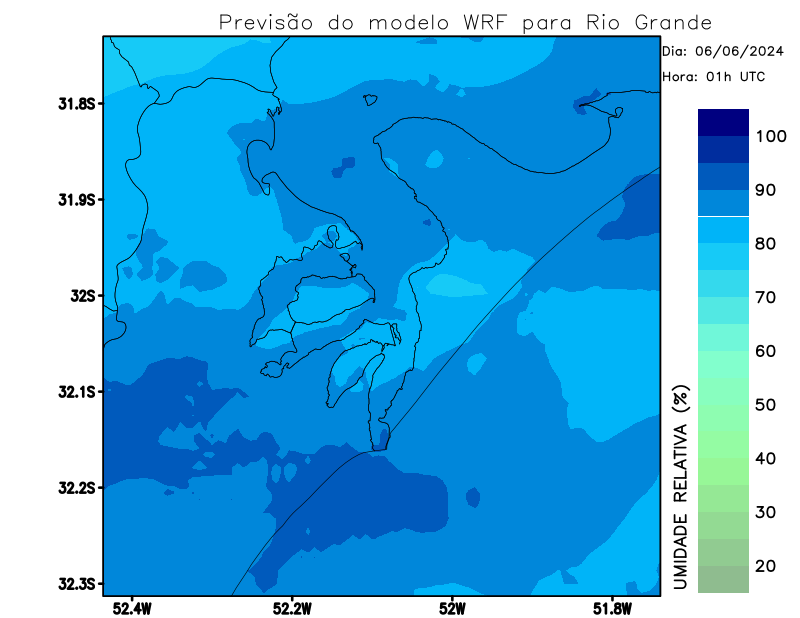 Previsão do modelo WRF para Rio Grande
Dia: 06/06/2024
Hora: 01h UTC
31.8S
31.9S
32S
32.1S
32.2S
32.3S
52.4W
52.2W
52W
51.8W
100
90
80
70
60
50
40
30
20
UMIDADE RELATIVA (%)